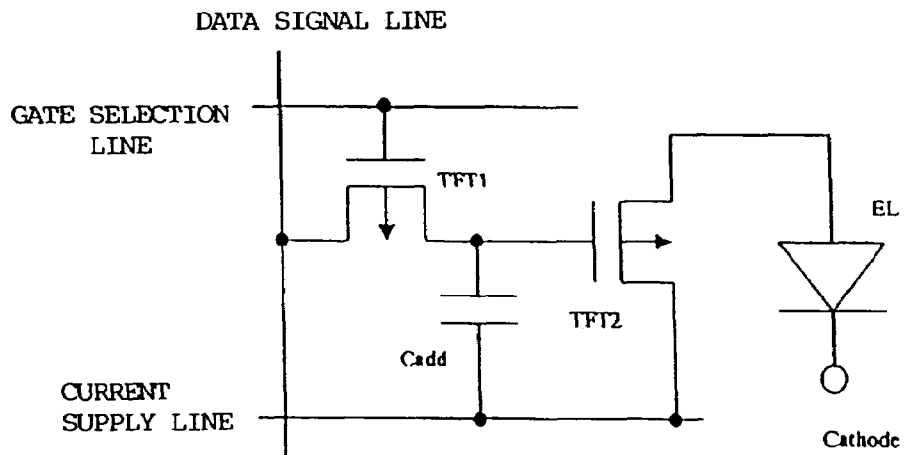 DATA SIGNAL LINE
GATE SELECTION
LINE
TFT1
EL
TFT2
Cadd
CURRENT
SUPPLY LINE
Cathode